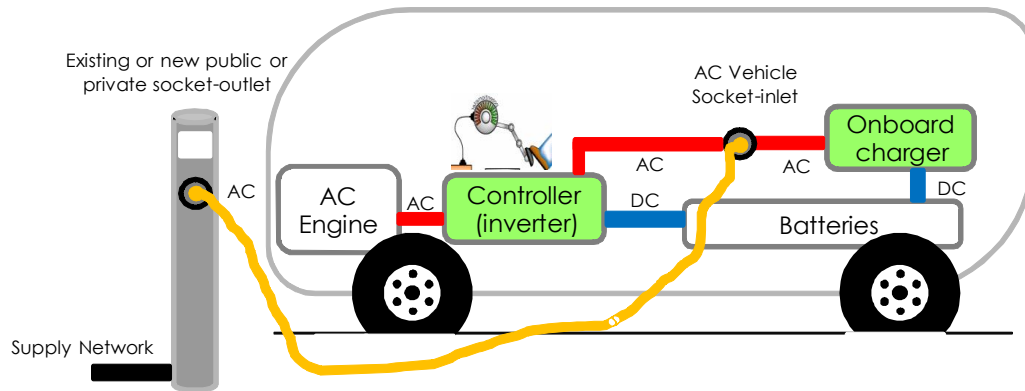 Existing or new public or
private socket-outlet
AC Vehicle
Socket-inlet
Onboard
charger
AC
AC
AC
AC
Engine
AC
Controller
(inverter)
DC
DC
Batteries
Supply Network